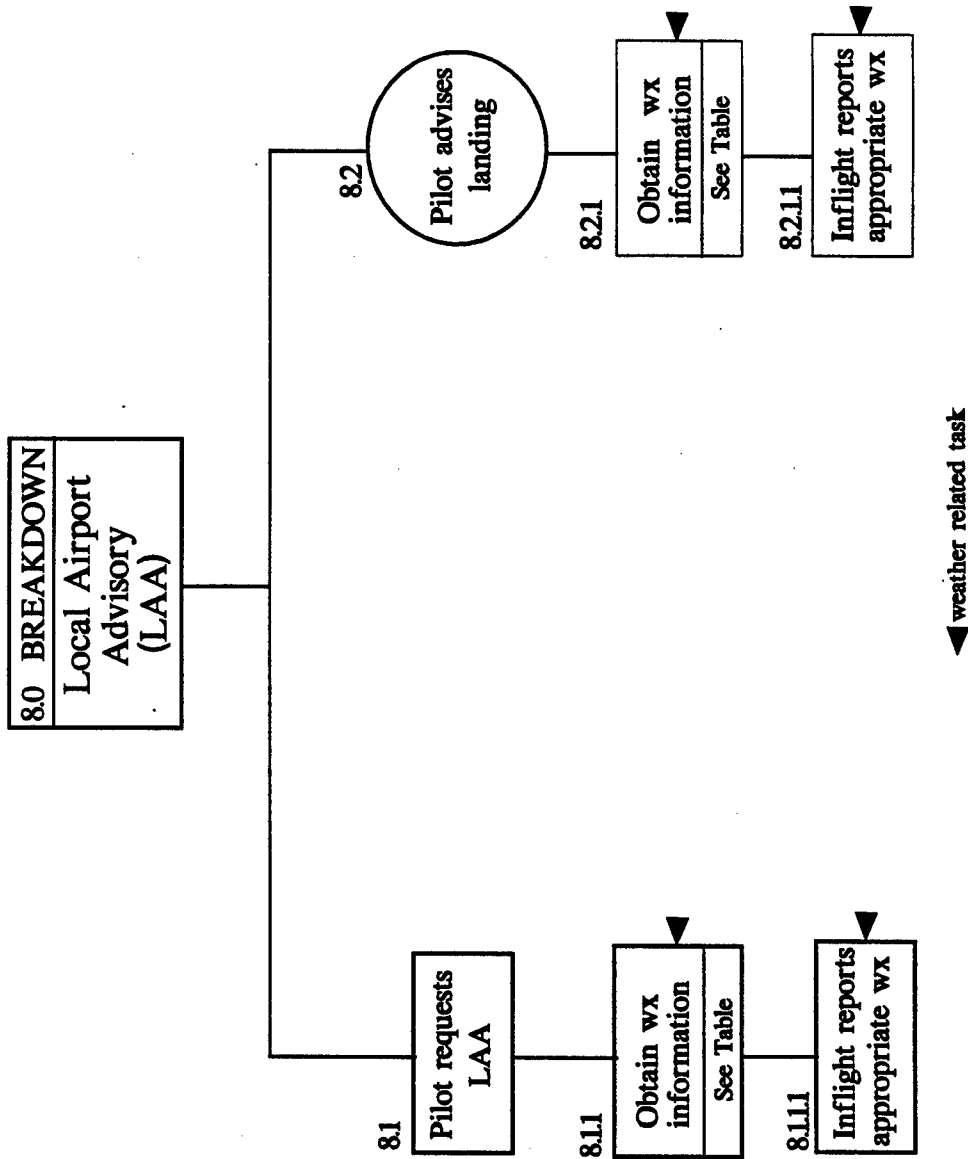 8.0 BREAKDOWN
Local Airport
Advisory
(LAA)
8.1
Pilot requests
LAA
8.1.1
Obtain wx
information
See Table
8.1.1.1
Inflight reports
appropriate wx
8.2
Pilot advises
landing
8.2.1
Obtain wx
information
See Table
8.2.1.1
Inflight reports
appropriate wx
weather related task